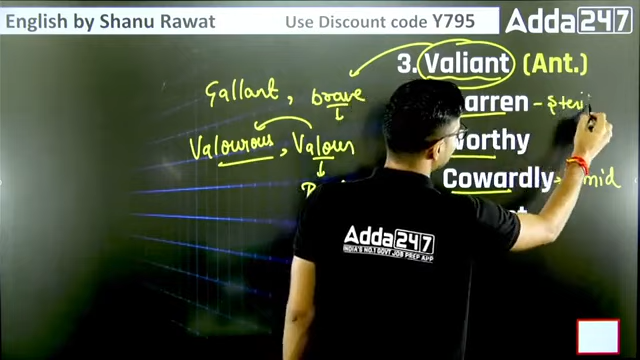 English by Shanu Rawat
Use Discount code Y795
Adda247
3. Valiant (Ant.)
Gallant, brave
arren - steri
Valourous, Valour
Worthy
Cowardly
mid
Adda247
INDIA'S NO.1 GOVT JOB PREP APP